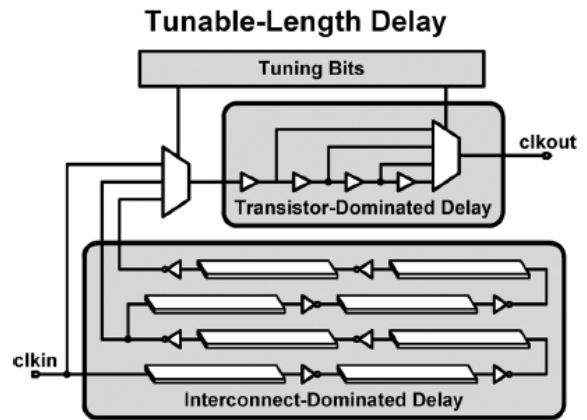 Tunable-Length Delay
Tuning Bits
clkout
Transistor-Dominated Delay
clkin
Interconnect-Dominated Delay